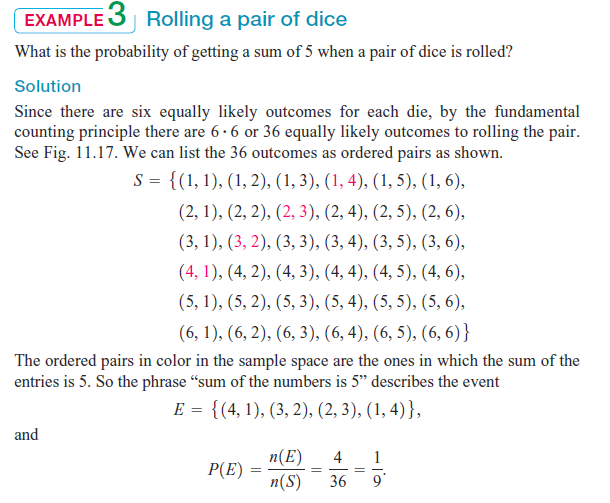 EXAMPLE 3 Rolling a pair of dice
What is the probability of getting a sum of 5 when a pair of dice is rolled?
Solution
Since there are six equally likely outcomes for each die, by the fundamental
counting principle there are 6 · 6 or 36 equally likely outcomes to rolling the pair.
See Fig. 11.17. We can list the 36 outcomes as ordered pairs as shown.
S = {(1, 1), (1, 2), (1, 3), (1, 4), (1, 5), (1, 6),
(2, 1), (2, 2), (2, 3), (2, 4), (2, 5), (2, 6),
(3, 1), (3, 2), (3, 3), (3, 4), (3, 5), (3, 6),
(4, 1), (4, 2), (4, 3), (4, 4), (4, 5), (4, 6),
(5, 1), (5, 2), (5, 3), (5, 4), (5, 5), (5, 6),
(6, 1), (6, 2), (6, 3), (6, 4), (6, 5), (6, 6)}
The ordered pairs in color in the sample space are the ones in which the sum of the
entries is 5. So the phrase “sum of the numbers is 5” describes the event
E = {(4, 1), (3, 2), (2, 3), (1, 4)},
and
P(E) = n(E)/n(S) = 4/36 = 1/9.